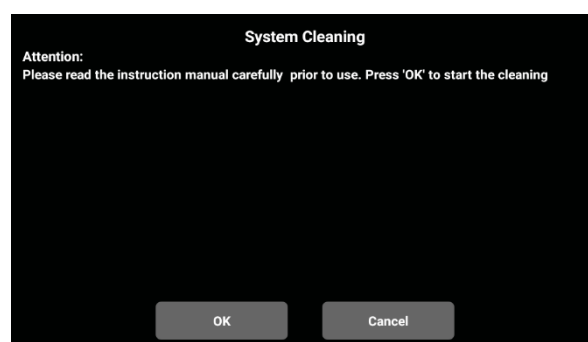 System Cleaning
Attention:
Please read the instruction manual carefully  prior to use. Press 'OK' to start the cleaning
OK
Cancel